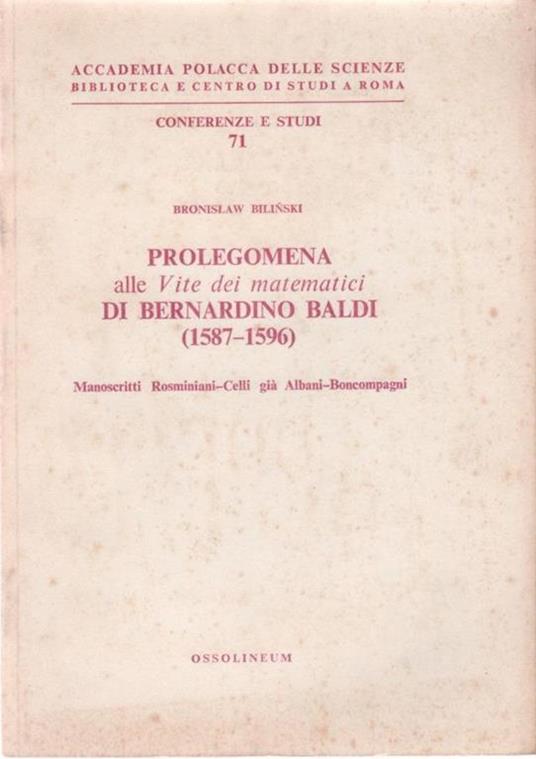 ACCADEMIA POLACCA DELLE SCIENZE
BIBLIOTECA E CENTRO DI STUDI A ROMA
CONFERENZE E STUDI
71
BRONISŁAW BILIŃSKI
PROLEGOMENA
alle Vite dei matematici
DI BERNARDINO BALDI
(1587–1596)
Manoscritti Rosminiani–Celli già Albani–Boncompagni
OSSOLINEUM